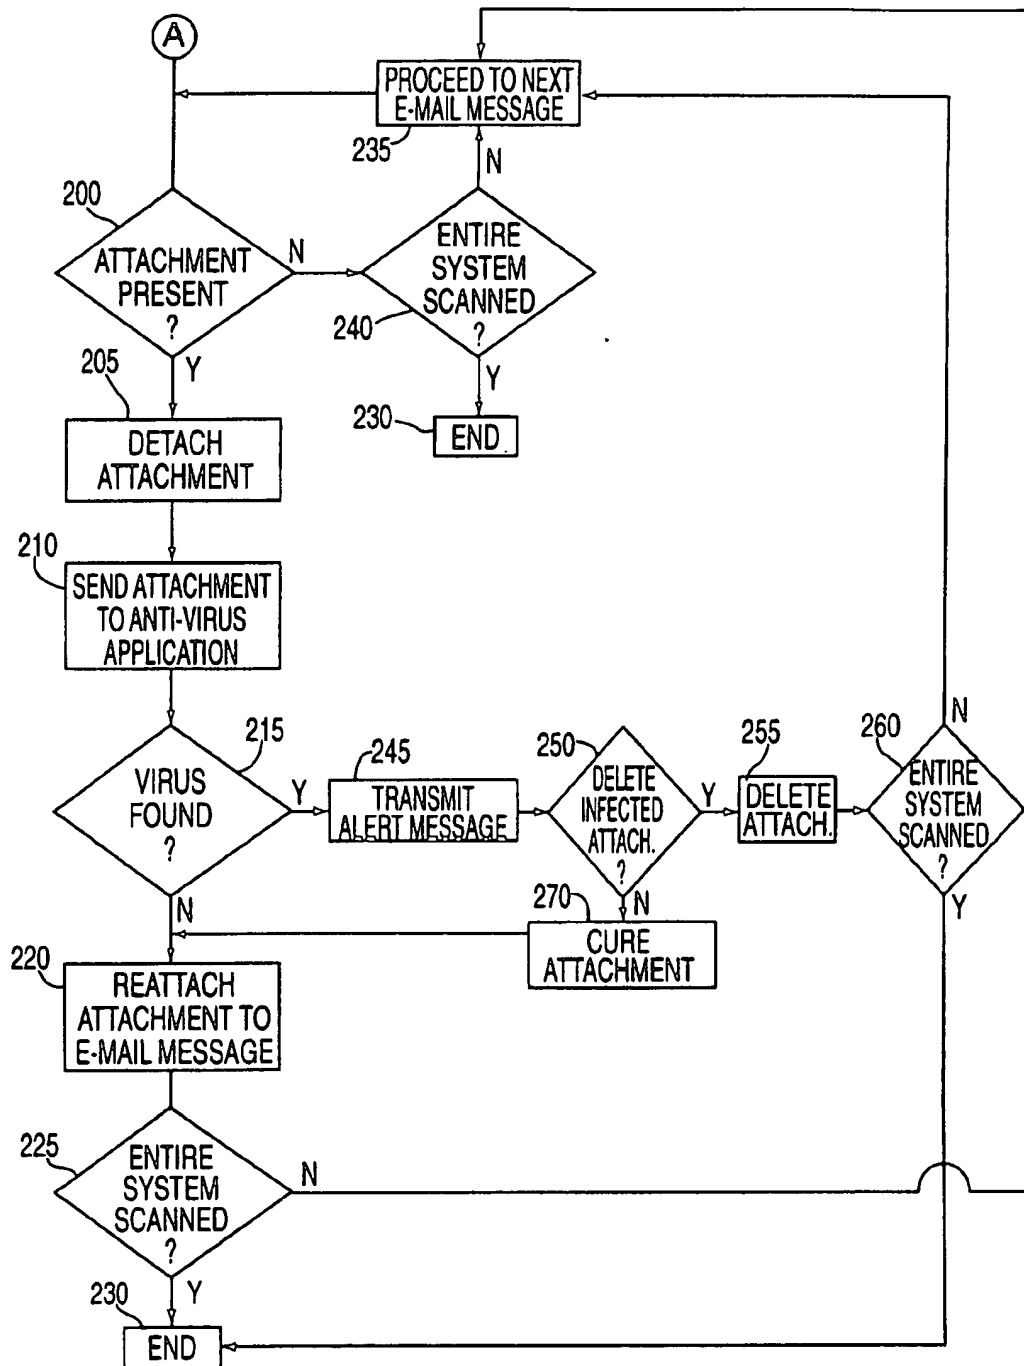 A
PROCEED TO NEXT
E-MAIL MESSAGE
235
N
200
ATTACHMENT
PRESENT
?
N
ENTIRE
SYSTEM
SCANNED
?
240
Y
Y
205
DETACH
ATTACHMENT
230
END
210
SEND ATTACHMENT
TO ANTI-VIRUS
APPLICATION
215
VIRUS
FOUND
?
Y
245
TRANSMIT
ALERT MESSAGE
250
DELETE
INFECTED
ATTACH.
?
Y
255
DELETE
ATTACH.
260
N
ENTIRE
SYSTEM
SCANNED
?
Y
N
N
270
CURE
ATTACHMENT
220
REATTACH
ATTACHMENT TO
E-MAIL MESSAGE
225
ENTIRE
SYSTEM
SCANNED
?
N
Y
230
END